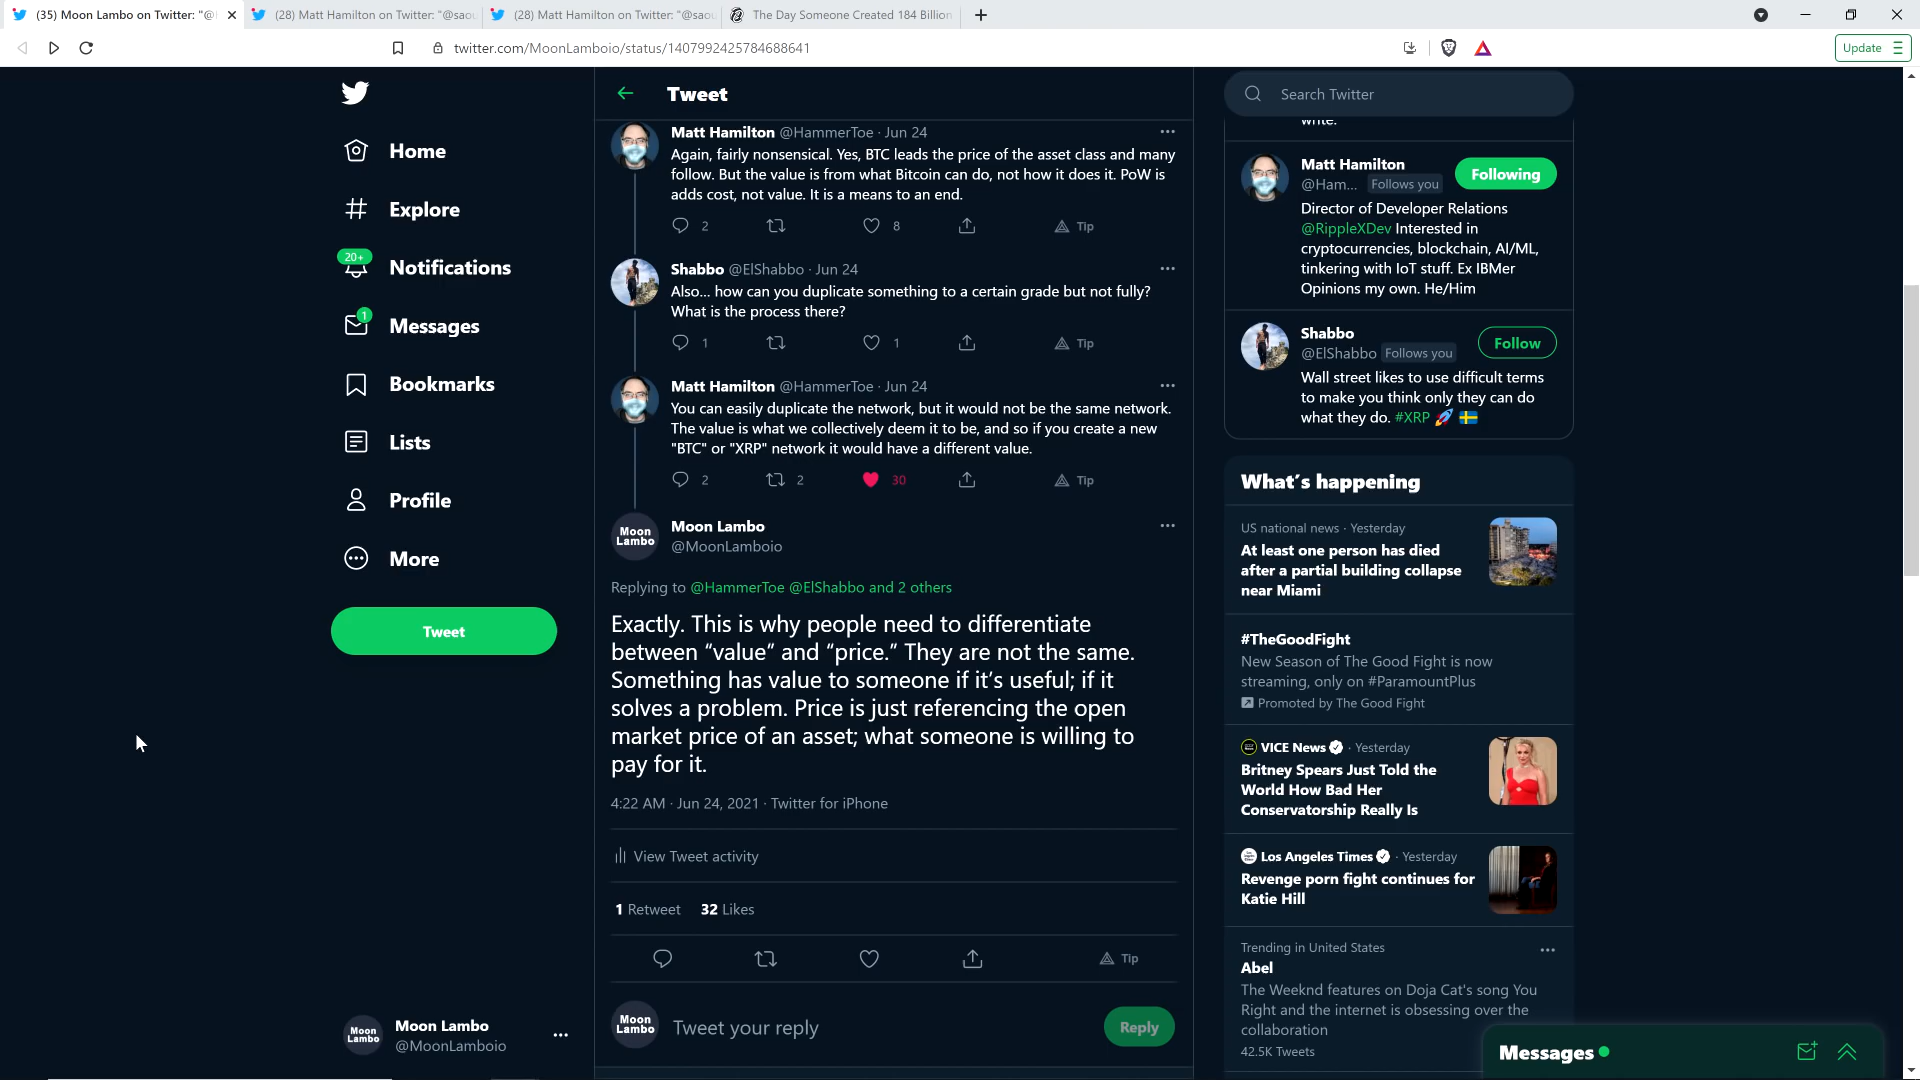 (35) Moon Lambo on Twitter: "@
(28) Matt Hamilton on Twitter: "@saou
(28) Matt Hamilton on Twitter: "@saou
The Day Someone Created 184 Billion
twitter.com/MoonLamboio/status/1407992425784688641
Update
Home
Explore
20+
Notifications
1
Messages
Bookmarks
Lists
Profile
More
Tweet
Moon Lambo
Moon Lambo
@MoonLamboio
Tweet
Matt Hamilton @HammerToe · Jun 24
Again, fairly nonsensical. Yes, BTC leads the price of the asset class and many
follow. But the value is from what Bitcoin can do, not how it does it. PoW is
adds cost, not value. It is a means to an end.
2 8 Tip
Shabbo @ElShabbo · Jun 24
Also... how can you duplicate something to a certain grade but not fully?
What is the process there?
1 1 Tip
Matt Hamilton @HammerToe · Jun 24
You can easily duplicate the network, but it would not be the same network.
The value is what we collectively deem it to be, and so if you create a new
"BTC" or "XRP" network it would have a different value.
2 2 30 Tip
Moon
Lambo
Moon Lambo
@MoonLamboio
Replying to @HammerToe @ElShabbo and 2 others
Exactly. This is why people need to differentiate
between “value” and “price.” They are not the same.
Something has value to someone if it’s useful; if it
solves a problem. Price is just referencing the open
market price of an asset; what someone is willing to
pay for it.
4:22 AM · Jun 24, 2021 · Twitter for iPhone
View Tweet activity
1 Retweet 32 Likes
Tip
Moon
Lambo
Tweet your reply
Reply
Search Twitter
write.
Matt Hamilton
@Ham... Follows you
Following
Director of Developer Relations
@RippleXDev Interested in
cryptocurrencies, blockchain, AI/ML,
tinkering with IoT stuff. Ex IBMer
Opinions my own. He/Him
Shabbo
@ElShabbo Follows you
Follow
Wall street likes to use difficult terms
to make you think only they can do
what they do. #XRP 🚀 🇸🇪
What’s happening
US national news · Yesterday
At least one person has died
after a partial building collapse
near Miami
#TheGoodFight
New Season of The Good Fight is now
streaming, only on #ParamountPlus
Promoted by The Good Fight
VICE News · Yesterday
Britney Spears Just Told the
World How Bad Her
Conservatorship Really Is
Los Angeles Times · Yesterday
Revenge porn fight continues for
Katie Hill
Trending in United States
Abel
The Weeknd features on Doja Cat's song You
Right and the internet is obsessing over the
collaboration
42.5K Tweets
Messages